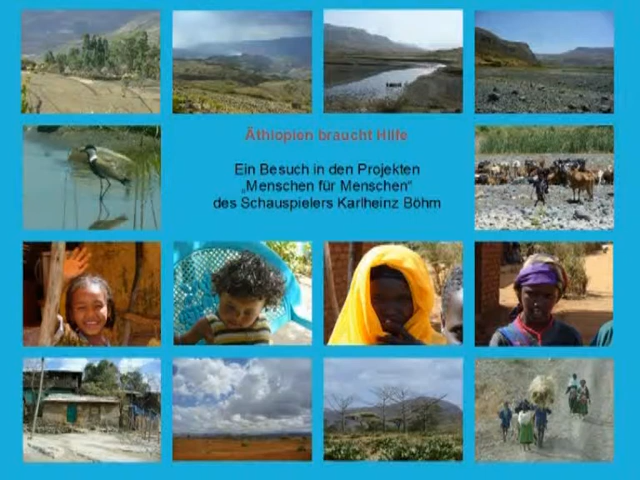 Äthiopien braucht Hilfe
Ein Besuch in den Projekten
„Menschen für Menschen“
des Schauspielers Karlheinz Böhm